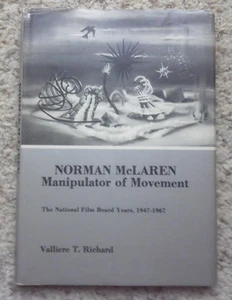 NORMAN McLAREN
Manipulator of Movement
The National Film Board Years, 1947-1967
Valliere T. Richard